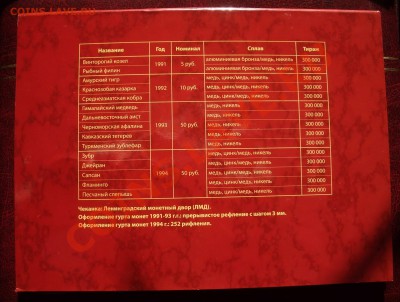 COINS.LAVE.RU
Название Год Номинал Сплав Тираж
Винторогий козел алюминиевая бронза/медь, никель 300 000
1991 5 руб.
Рыбный филин алюминиевая бронза/медь, никель 300 000
Амурский тигр медь, цинк/медь, никель 300 000
Краснозобая казарка 1992 10 руб. медь, цинк/медь, никель 300 000
Среднеазиатская кобра медь, цинк/медь, никель 300 000
Гималайский медведь медь, никель 300 000
Дальневосточный аист медь, никель 300 000
Черноморская афалина 1993 50 руб. медь, никель 300 000
Кавказский тетерев медь, никель 300 000
Туркменский зублефар медь, никель 300 000
Зубр медь, цинк/медь, никель 300 000
Джейран медь, цинк/медь, никель 300 000
Сапсан 1994 50 руб. медь, цинк/медь, никель 300 000
Фламинго медь, цинк/медь, никель 300 000
Песчаный слепыш медь, цинк/медь, никель 300 000
Чеканка: Ленинградский монетный двор (ЛМД).
Оформление гурта монет 1991-93 г.г.: прерывистое рифление с шагом 3 мм.
Оформление гурта монет 1994 г.: 252 рифления.